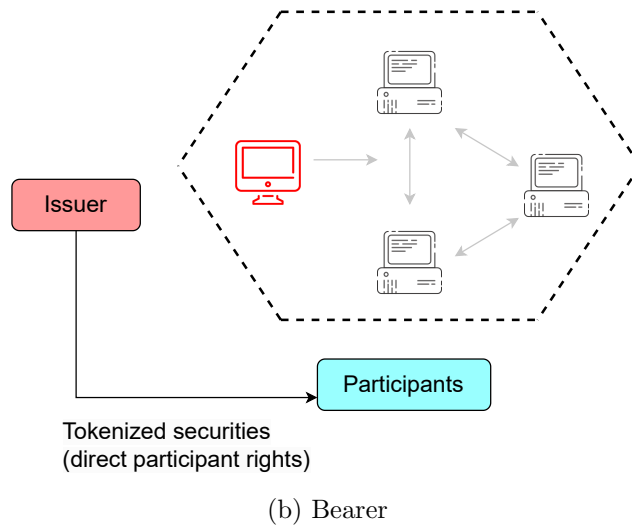 Issuer
Participants
Tokenized securities
(direct participant rights)
(b) Bearer